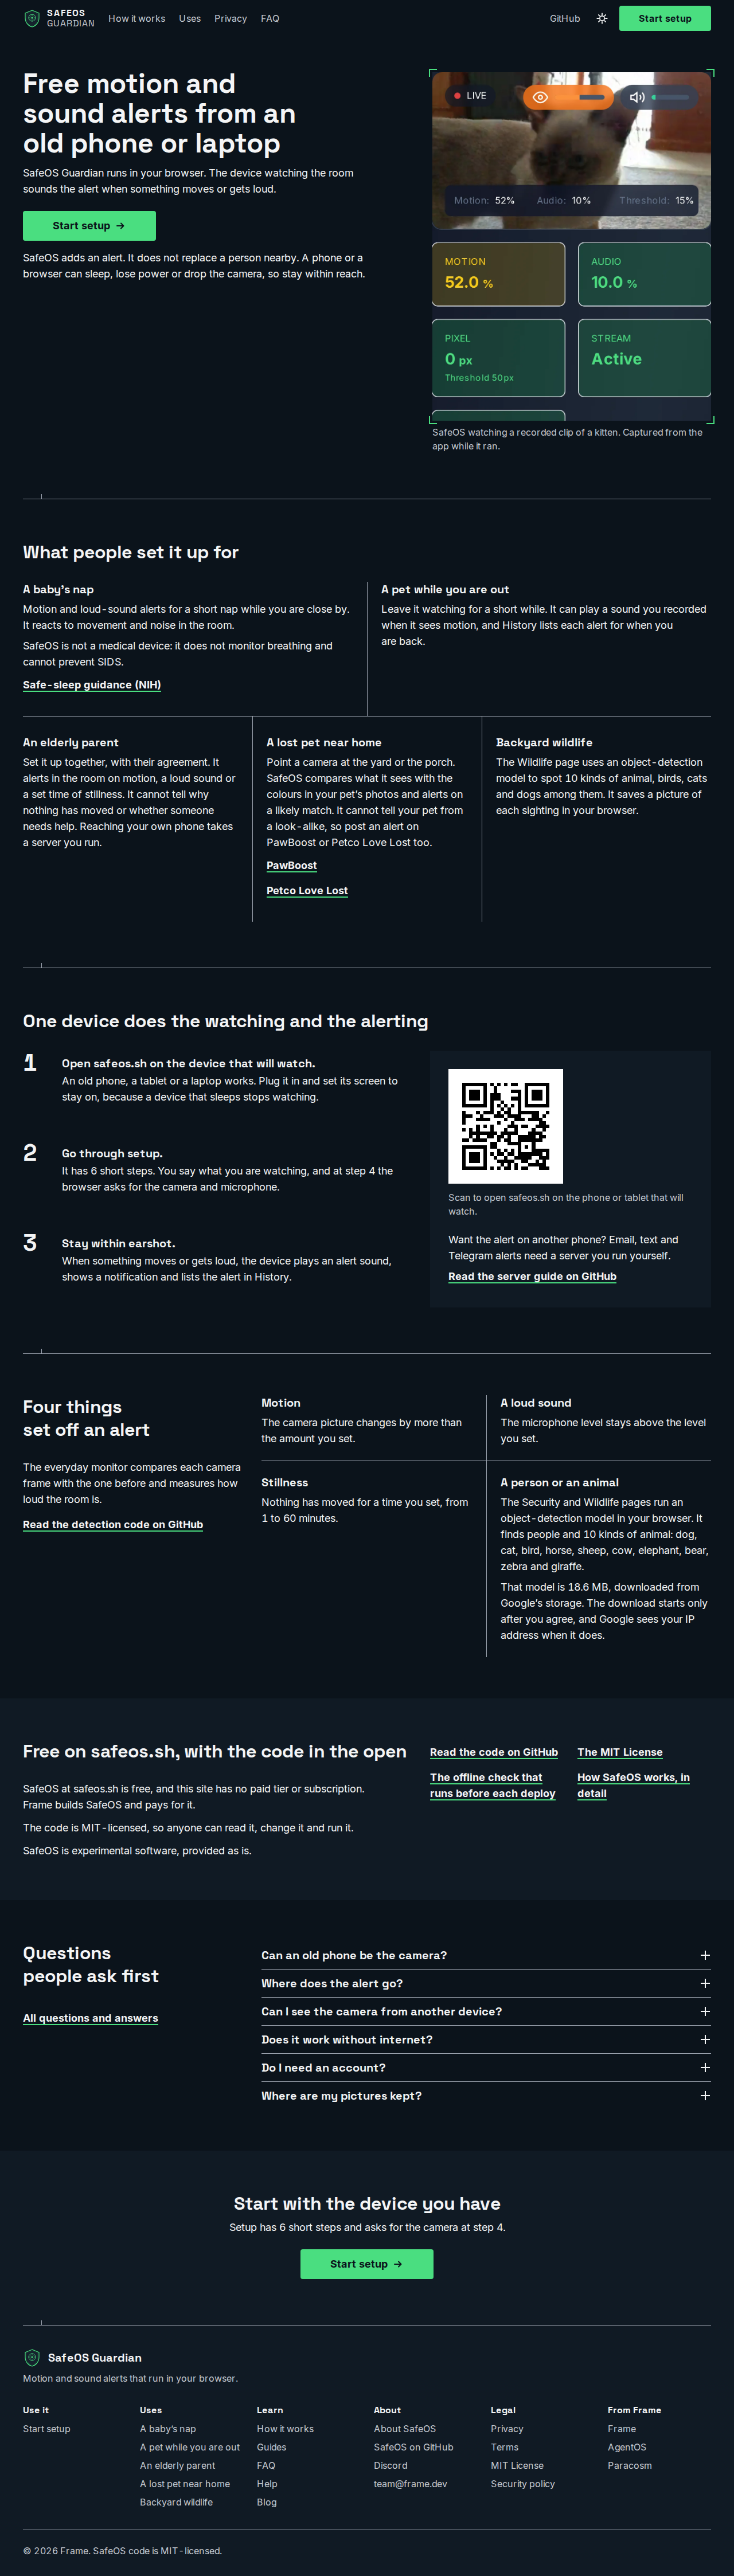 SAFEOS
GUARDIAN
How it works
Uses
Privacy
FAQ
GitHub
Start setup
Free motion and
sound alerts from an
old phone or laptop
SafeOS Guardian runs in your browser. The device watching the room
sounds the alert when something moves or gets loud.
Start setup →
SafeOS adds an alert. It does not replace a person nearby. A phone or a
browser can sleep, lose power or drop the camera, so stay within reach.
LIVE
Motion: 52% Audio: 10% Threshold: 15%
MOTION
52.0 %
AUDIO
10.0 %
PIXEL
0 px
Threshold 50px
STREAM
Active
SafeOS watching a recorded clip of a kitten. Captured from the
app while it ran.
What people set it up for
A baby’s nap
Motion and loud-sound alerts for a short nap while you are close by.
It reacts to movement and noise in the room.
SafeOS is not a medical device: it does not monitor breathing and
cannot prevent SIDS.
Safe-sleep guidance (NIH)
A pet while you are out
Leave it watching for a short while. It can play a sound you recorded
when it sees motion, and History lists each alert for when you
are back.
An elderly parent
Set it up together, with their agreement. It
alerts in the room on motion, a loud sound or
a set time of stillness. It cannot tell why
nothing has moved or whether someone
needs help. Reaching your own phone takes
a server you run.
A lost pet near home
Point a camera at the yard or the porch.
SafeOS compares what it sees with the
colours in your pet’s photos and alerts on
a likely match. It cannot tell your pet from
a look-alike, so post an alert on
PawBoost or Petco Love Lost too.
PawBoost
Petco Love Lost
Backyard wildlife
The Wildlife page uses an object-detection
model to spot 10 kinds of animal, birds, cats
and dogs among them. It saves a picture of
each sighting in your browser.
One device does the watching and the alerting
1
Open safeos.sh on the device that will watch.
An old phone, a tablet or a laptop works. Plug it in and set its screen to
stay on, because a device that sleeps stops watching.
2
Go through setup.
It has 6 short steps. You say what you are watching, and at step 4 the
browser asks for the camera and microphone.
3
Stay within earshot.
When something moves or gets loud, the device plays an alert sound,
shows a notification and lists the alert in History.
Scan to open safeos.sh on the phone or tablet that will
watch.
Want the alert on another phone? Email, text and
Telegram alerts need a server you run yourself.
Read the server guide on GitHub
Four things
set off an alert
The everyday monitor compares each camera
frame with the one before and measures how
loud the room is.
Read the detection code on GitHub
Motion
The camera picture changes by more than
the amount you set.
A loud sound
The microphone level stays above the level
you set.
Stillness
Nothing has moved for a time you set, from
1 to 60 minutes.
A person or an animal
The Security and Wildlife pages run an
object-detection model in your browser. It
finds people and 10 kinds of animal: dog,
cat, bird, horse, sheep, cow, elephant, bear,
zebra and giraffe.
That model is 18.6 MB, downloaded from
Google’s storage. The download starts only
after you agree, and Google sees your IP
address when it does.
Free on safeos.sh, with the code in the open
SafeOS at safeos.sh is free, and this site has no paid tier or subscription.
Frame builds SafeOS and pays for it.
The code is MIT-licensed, so anyone can read it, change it and run it.
SafeOS is experimental software, provided as is.
Read the code on GitHub
The MIT License
The offline check that
runs before each deploy
How SafeOS works, in
detail
Questions
people ask first
All questions and answers
Can an old phone be the camera?
Where does the alert go?
Can I see the camera from another device?
Does it work without internet?
Do I need an account?
Where are my pictures kept?
Start with the device you have
Setup has 6 short steps and asks for the camera at step 4.
Start setup →
SafeOS Guardian
Motion and sound alerts that run in your browser.
Use it
Start setup
Uses
A baby’s nap
A pet while you are out
An elderly parent
A lost pet near home
Backyard wildlife
Learn
How it works
Guides
FAQ
Help
Blog
About
About SafeOS
SafeOS on GitHub
Discord
team@frame.dev
Legal
Privacy
Terms
MIT License
Security policy
From Frame
Frame
AgentOS
Paracosm
© 2026 Frame. SafeOS code is MIT-licensed.